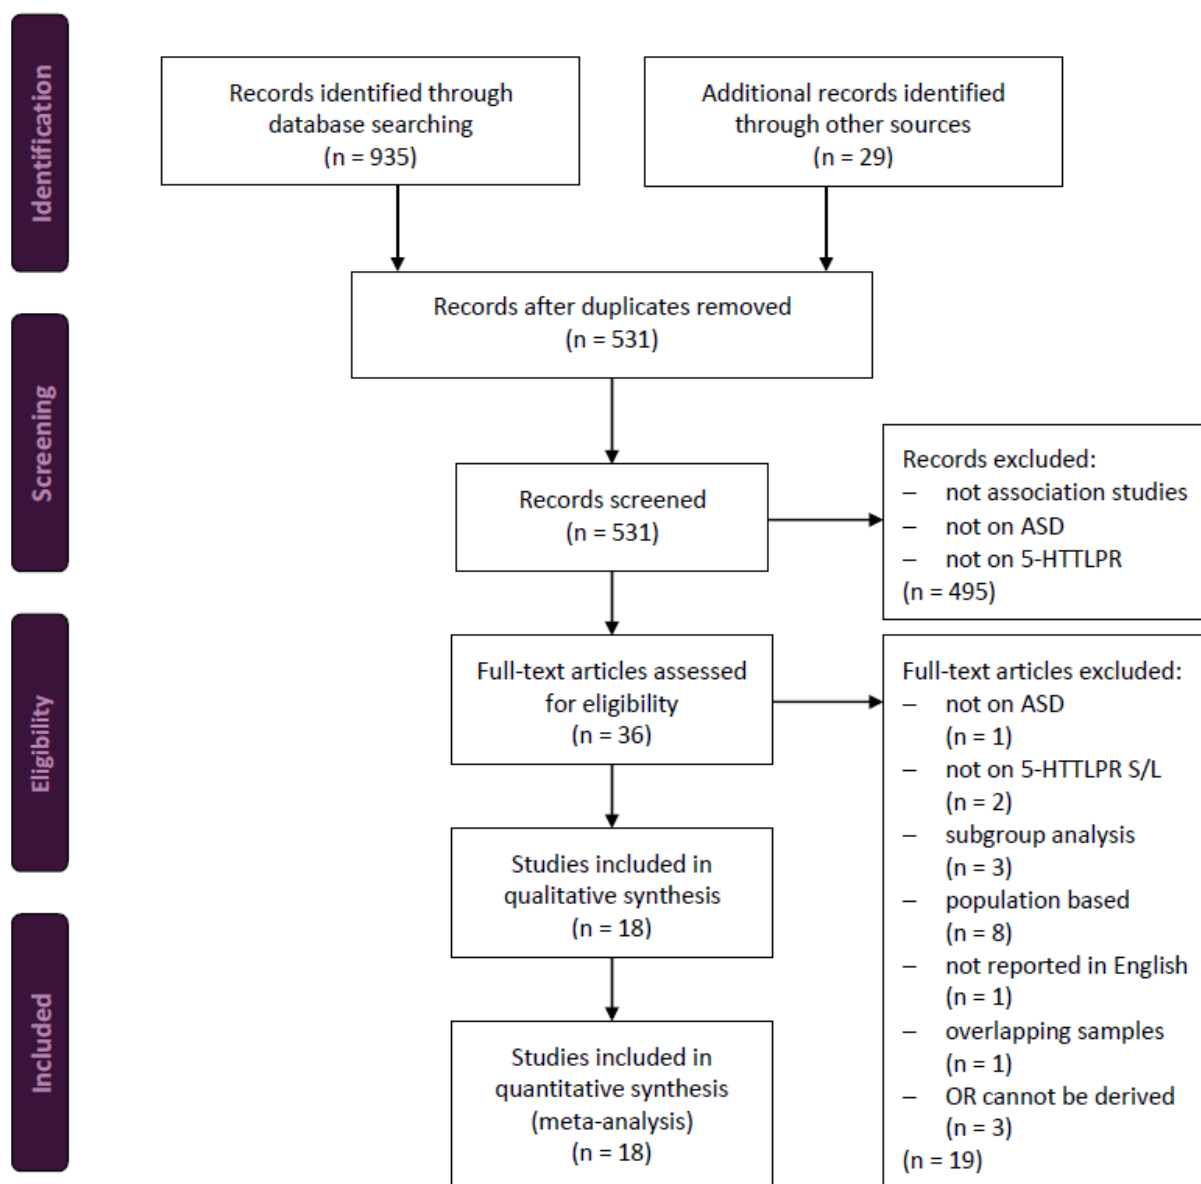 Identification
Records identified through
database searching
(n = 935)
Additional records identified
through other sources
(n = 29)
Records after duplicates removed
(n = 531)
Screening
Records screened
(n = 531)
Records excluded:
– not association studies
– not on ASD
– not on 5-HTTLPR
(n = 495)
Eligibility
Full-text articles assessed
for eligibility
(n = 36)
Full-text articles excluded:
– not on ASD
(n = 1)
– not on 5-HTTLPR S/L
(n = 2)
– subgroup analysis
(n = 3)
– population based
(n = 8)
– not reported in English
(n = 1)
– overlapping samples
(n = 1)
– OR cannot be derived
(n = 3)
(n = 19)
Studies included in
qualitative synthesis
(n = 18)
Included
Studies included in
quantitative synthesis
(meta-analysis)
(n = 18)